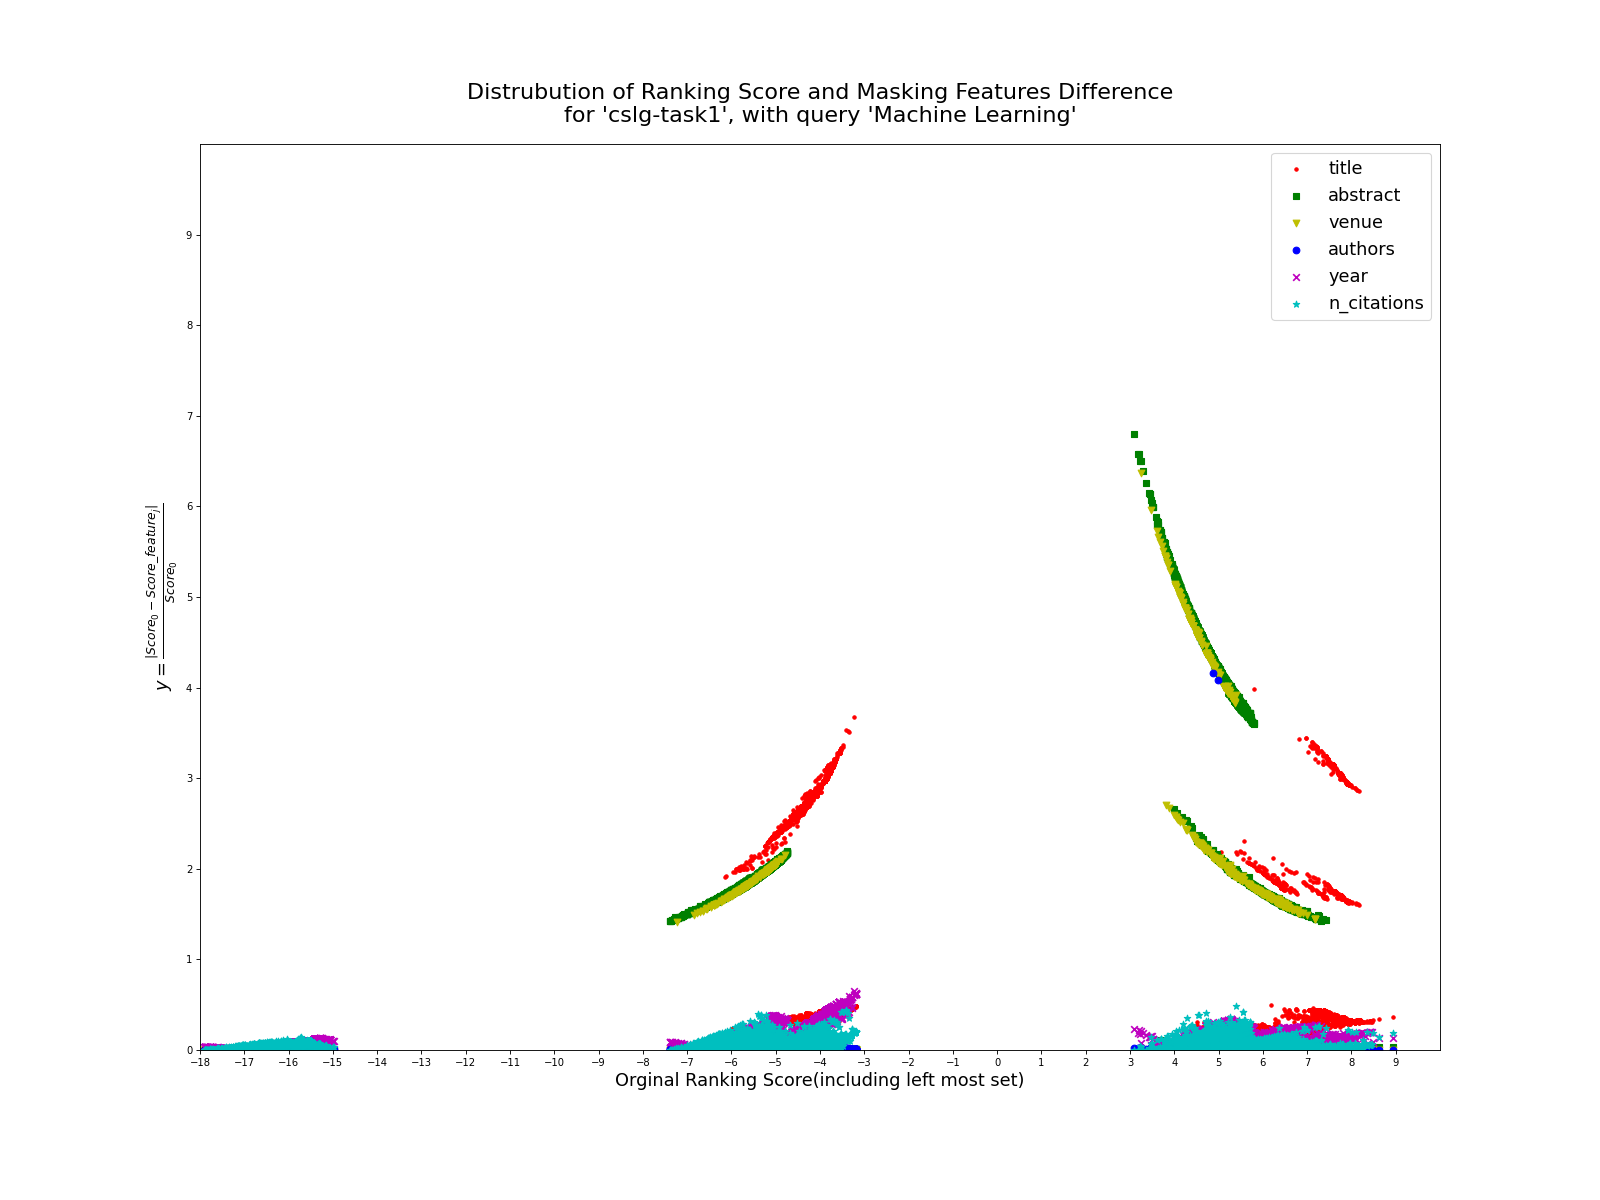 Distrubution of Ranking Score and Masking Features Difference
for 'cslg-task1', with query 'Machine Learning'
title
abstract
venue
authors
year
n_citations
9
8
7
6
5
4
3
2
1
0
y = |Score₀ − Score_featureⱼ| / Score₀
−18 −17 −16 −15 −14 −13 −12 −11 −10 −9 −8 −7 −6 −5 −4 −3 −2 −1 0 1 2 3 4 5 6 7 8 9
Orginal Ranking Score(including left most set)